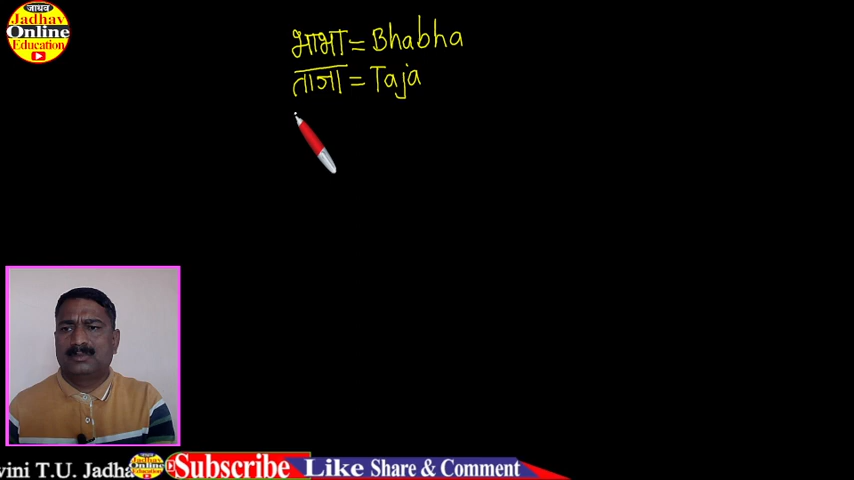 जाधव
Jadhav
Online
Education
भाभा = Bhabha
ताजा = Taja
vini T.U. Jadha
Subscribe Like Share & Comment